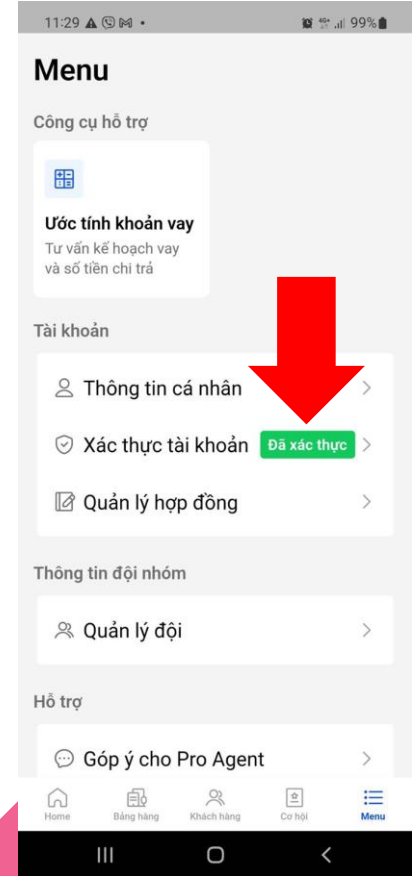 11:29
99%
Menu
Công cụ hỗ trợ
Ước tính khoản vay
Tư vấn kế hoạch vay
và số tiền chi trả
Tài khoản
Thông tin cá nhân
Xác thực tài khoản Đã xác thực
Quản lý hợp đồng
Thông tin đội nhóm
Quản lý đội
Hỗ trợ
Góp ý cho Pro Agent
Home Bảng hàng Khách hàng Cơ hội Menu